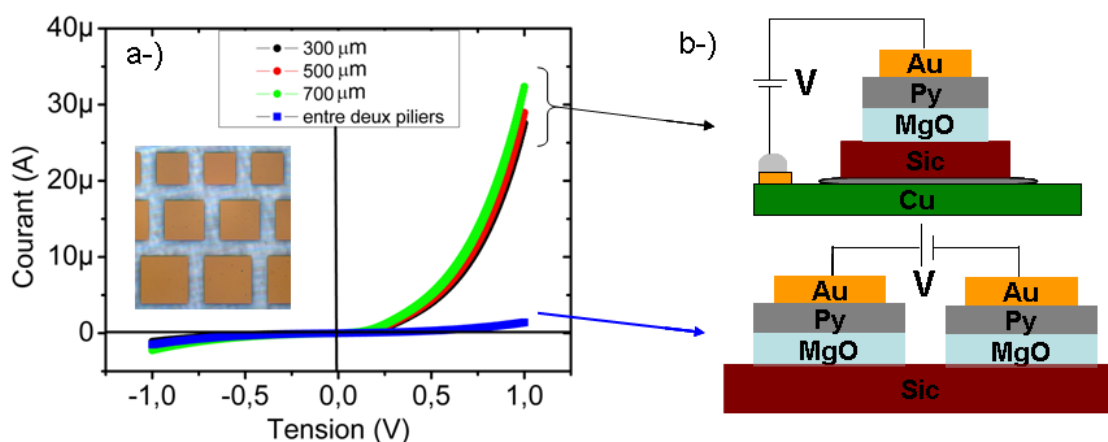 a-)
300 µm
500 µm
700 µm
entre deux piliers
Courant (A)
40µ
30µ
20µ
10µ
0
-1,0 -0,5 0,0 0,5 1,0
Tension (V)
b-)
V
Au
Py
MgO
Sic
Cu
V
Au Au
Py Py
MgO MgO
Sic